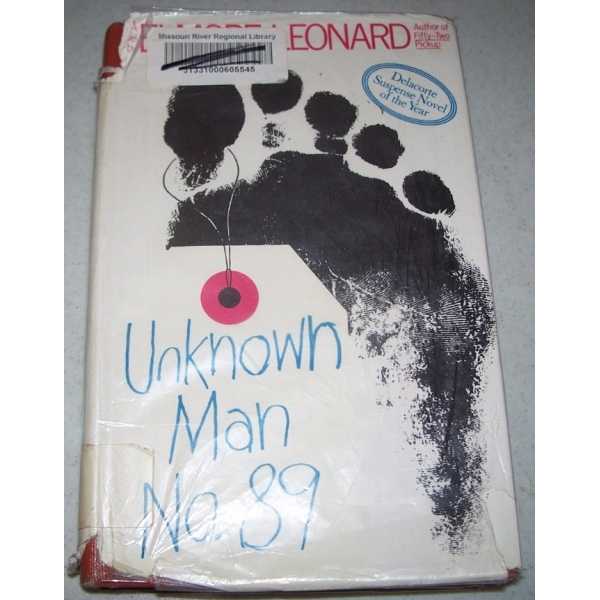 ELMORE LEONARD
Author of
Fifty-Two
Pickup
Missouri River Regional Library
31331000605545
Delacorte
Suspense Novel
of the Year
Unknown
Man
No. 89